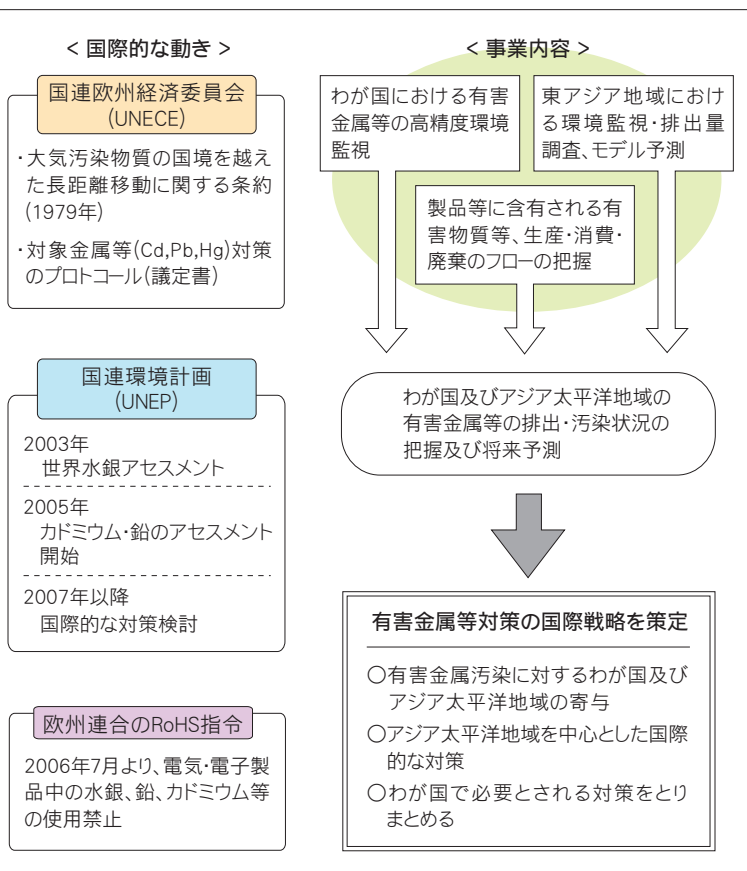 < 国際的な動き >
国連欧州経済委員会
(UNECE)
・大気汚染物質の国境を越え
た長距離移動に関する条約
(1979年)
・対象金属等(Cd,Pb,Hg)対策
のプロトコール(議定書)
国連環境計画
(UNEP)
2003年
世界水銀アセスメント
2005年
カドミウム・鉛のアセスメント
開始
2007年以降
国際的な対策検討
欧州連合のRoHS指令
2006年7月より、電気・電子製
品中の水銀、鉛、カドミウム等
の使用禁止
< 事業内容 >
わが国における有害
金属等の高精度環境
監視
東アジア地域におけ
る環境監視・排出量
調査、モデル予測
製品等に含有される有
害物質等、生産・消費・
廃棄のフローの把握
わが国及びアジア太平洋地域の
有害金属等の排出・汚染状況の
把握及び将来予測
有害金属等対策の国際戦略を策定
○有害金属汚染に対するわが国及び
アジア太平洋地域の寄与
○アジア太平洋地域を中心とした国際
的な対策
○わが国で必要とされる対策をとり
まとめる